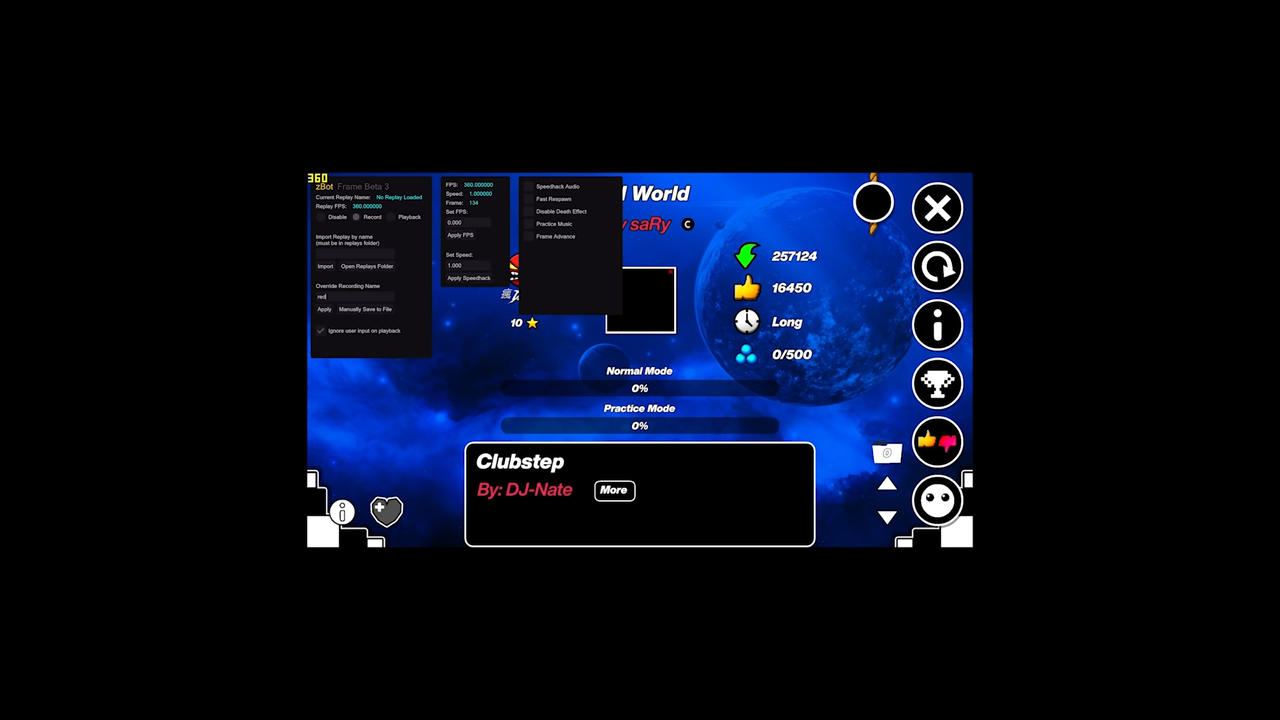 360
zBot Frame Beta 3
Current Replay Name: No Replay Loaded
Replay FPS: 360.000000
Disable Record Playback
Import Replay by name
(must be in replays folder)
Import Open Replays Folder
Override Recording Name
red
Apply Manually Save to File
Ignore user input on playback
FPS: 360.000000
Speed: 1.000000
Frame: 134
Set FPS:
0.000
Apply FPS
Set Speed:
1.000
Apply Speedhack
Speedhack Audio
Fast Respawn
Disable Death Effect
Practice Music
Frame Advance
World
saRy C
10
257124
16450
Long
0/500
Normal Mode
0%
Practice Mode
0%
Clubstep
By: DJ-Nate More
0